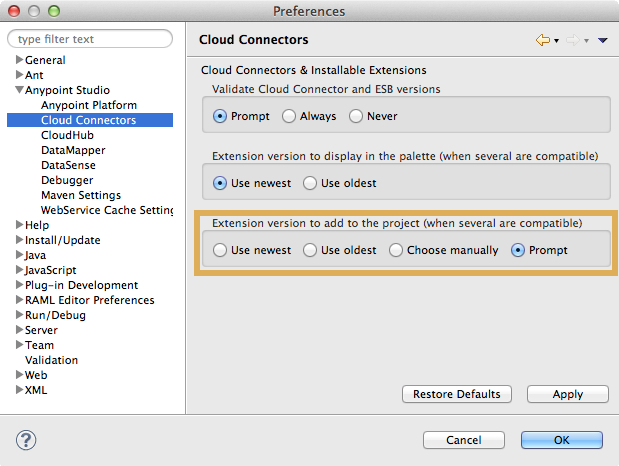 Preferences
type filter text
General
Ant
Anypoint Studio
Anypoint Platform
Cloud Connectors
CloudHub
DataMapper
DataSense
Debugger
Maven Settings
WebService Cache Setting
Help
Install/Update
Java
JavaScript
Plug-in Development
RAML Editor Preferences
Run/Debug
Server
Team
Validation
Web
XML
Cloud Connectors
Cloud Connectors & Installable Extensions
Validate Cloud Connector and ESB versions
Prompt Always Never
Extension version to display in the palette (when several are compatible)
Use newest Use oldest
Extension version to add to the project (when several are compatible)
Use newest Use oldest Choose manually Prompt
Restore Defaults Apply
? Cancel OK